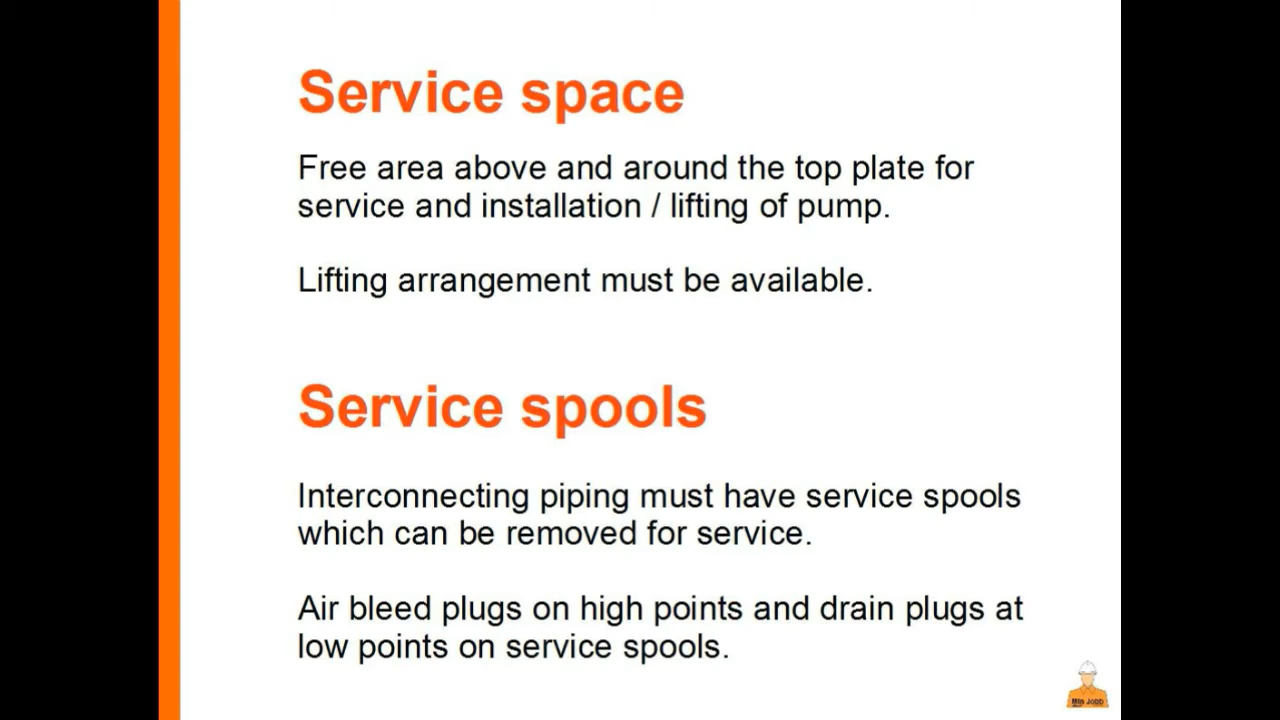 Service space
Free area above and around the top plate for
service and installation / lifting of pump.
Lifting arrangement must be available.
Service spools
Interconnecting piping must have service spools
which can be removed for service.
Air bleed plugs on high points and drain plugs at
low points on service spools.
Min Jobb